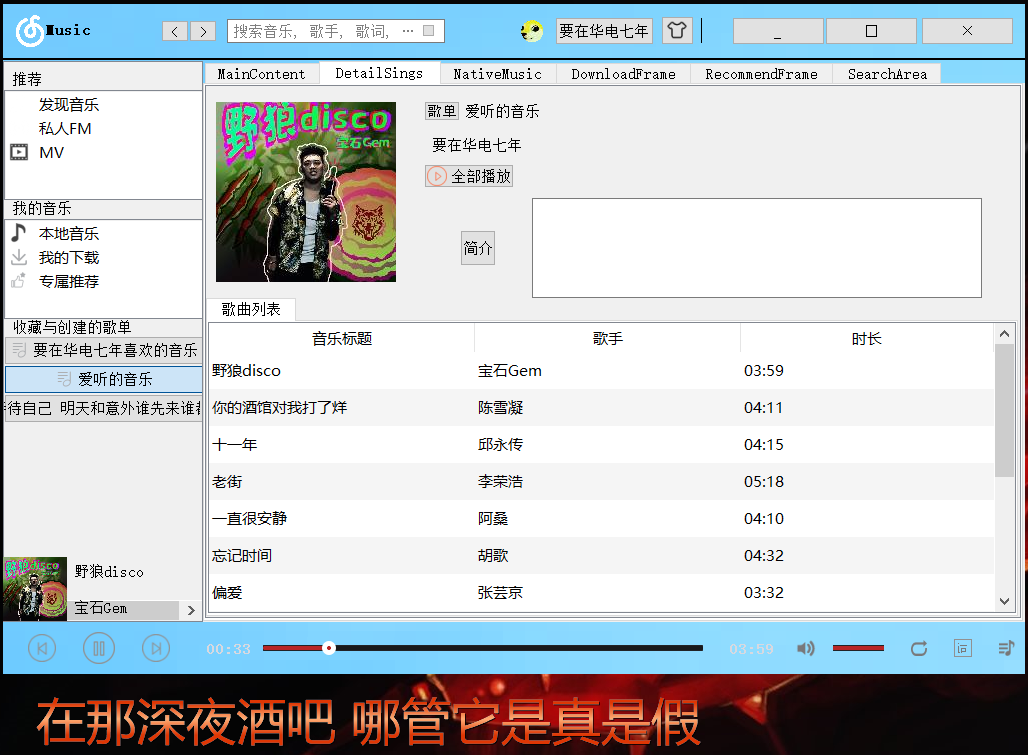 Music
搜索音乐, 歌手, 歌词, ···
要在华电七年
推荐
发现音乐
私人FM
MV
我的音乐
本地音乐
我的下载
专属推荐
收藏与创建的歌单
要在华电七年喜欢的音乐
爱听的音乐
待自己 明天和意外谁先来谁
野狼disco
宝石Gem
MainContent DetailSings NativeMusic DownloadFrame RecommendFrame SearchArea
野狼disco
宝石Gem
歌单 爱听的音乐
要在华电七年
全部播放
简介
歌曲列表
音乐标题 歌手 时长
野狼disco 宝石Gem 03:59
你的酒馆对我打了烊 陈雪凝 04:11
十一年 邱永传 04:15
老街 李荣浩 05:18
一直很安静 阿桑 04:10
忘记时间 胡歌 04:32
偏爱 张芸京 03:32
00:33 03:59 词
在那深夜酒吧 哪管它是真是假